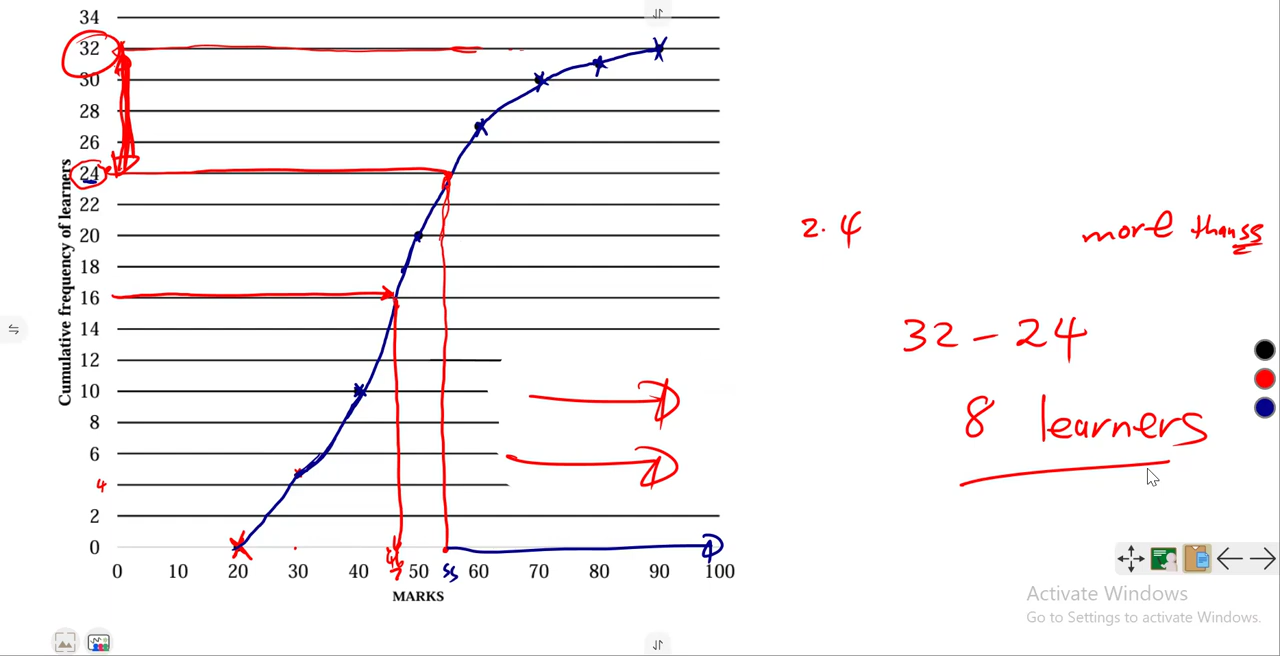 34
32
30
28
26
24
22
20
18
16
14
12
10
8
6
4
2
0
Cumulative frequency of learners
0 10 20 30 40 50 60 70 80 90 100
46
55
MARKS
2.4 more than 55
32 - 24
8 learners
Activate Windows
Go to Settings to activate Windows.